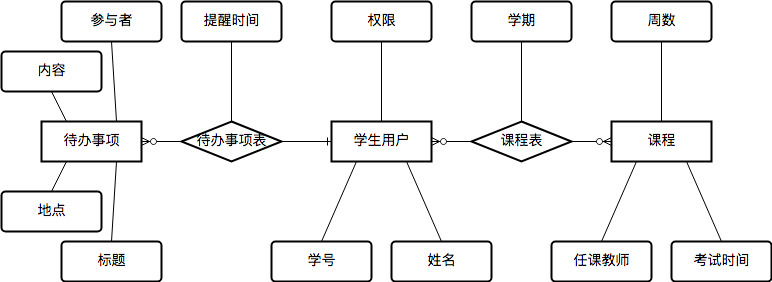 参与者
提醒时间
权限
学期
周数
内容
待办事项
待办事项表
学生用户
课程表
课程
地点
标题
学号
姓名
任课教师
考试时间